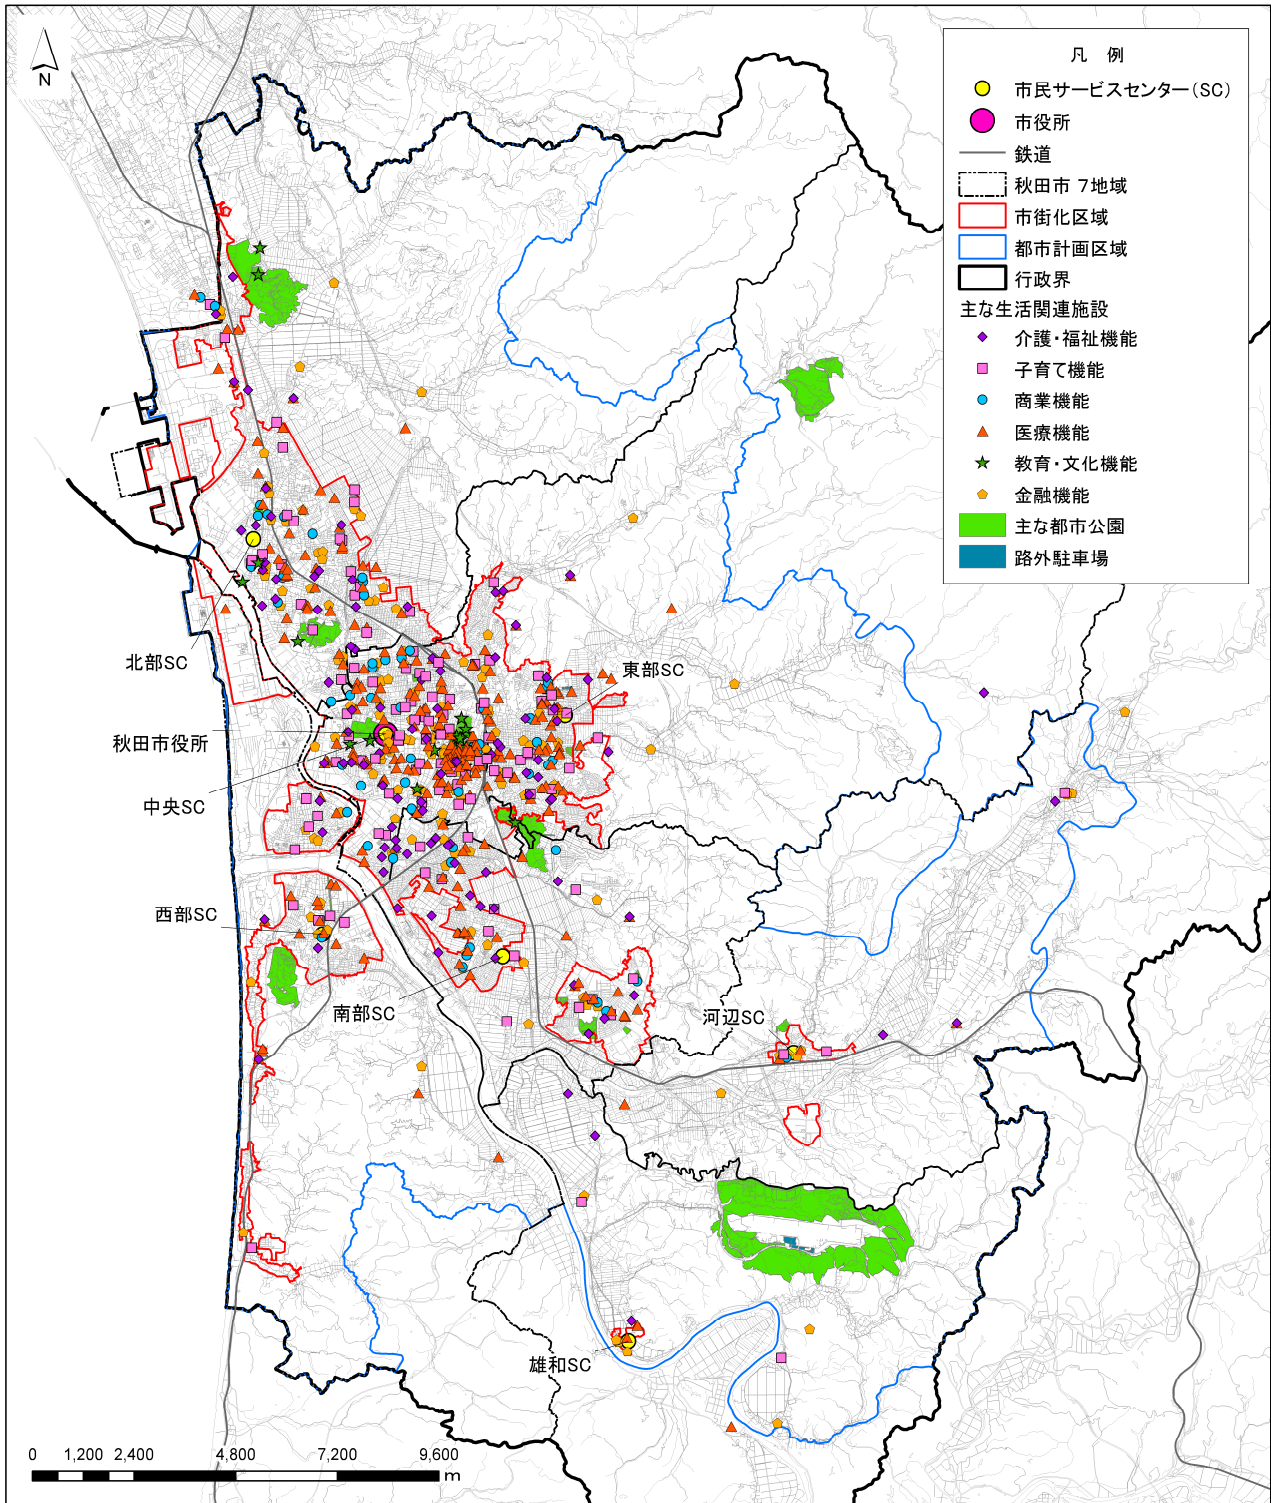 N
凡 例
市民サービスセンター(SC)
市役所
鉄道
秋田市 7地域
市街化区域
都市計画区域
行政界
主な生活関連施設
介護・福祉機能
子育て機能
商業機能
医療機能
教育・文化機能
金融機能
主な都市公園
路外駐車場
北部SC
東部SC
秋田市役所
中央SC
西部SC
南部SC
河辺SC
雄和SC
0 1,200 2,400 4,800 7,200 9,600
m